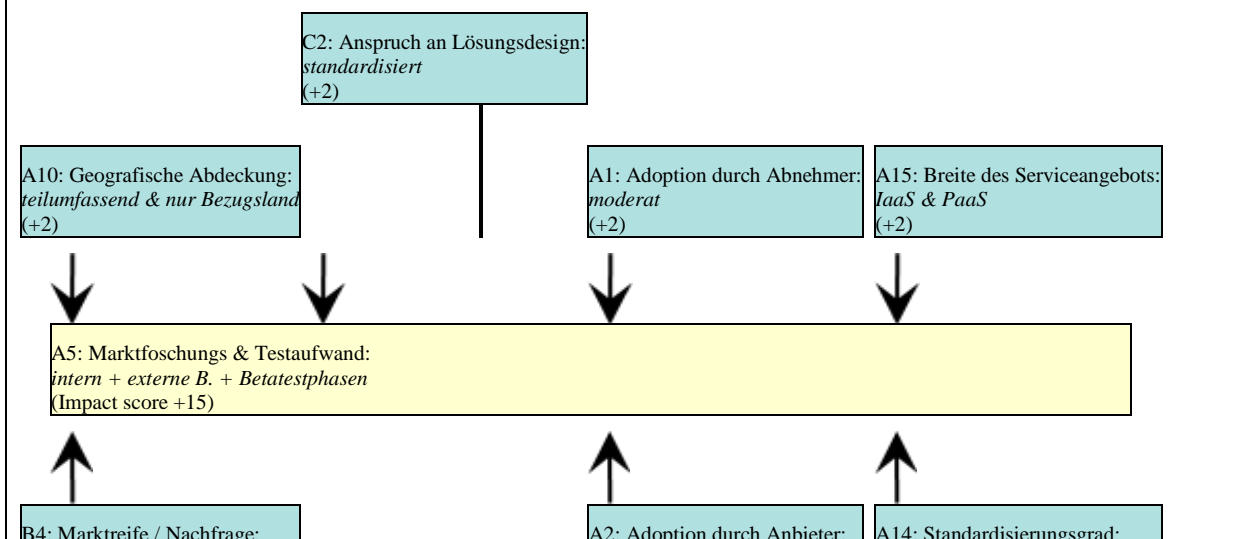 C2: Anspruch an Lösungsdesign:
standardisiert
(+2)
A10: Geografische Abdeckung:
teilumfassend & nur Bezugsland
(+2)
A1: Adoption durch Abnehmer:
moderat
(+2)
A15: Breite des Serviceangebots:
IaaS & PaaS
(+2)
A5: Marktfoschungs & Testaufwand:
intern + externe B. + Betatestphasen
(Impact score +15)
B4: Marktreife / Nachfrage:
A2: Adoption durch Anbieter:
A14: Standardisierungsgrad: